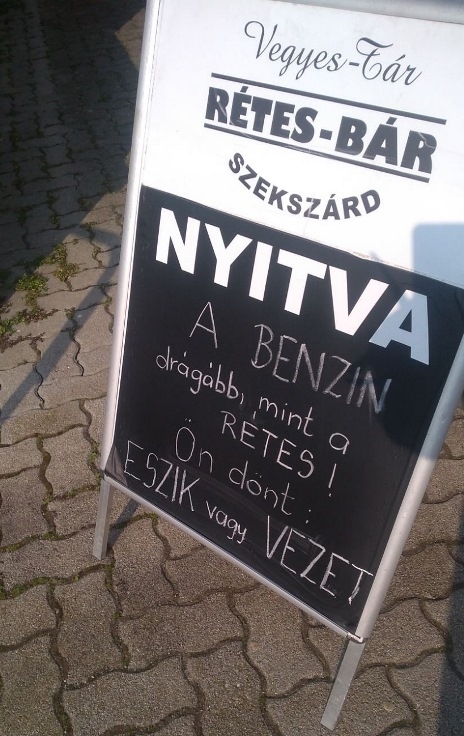 Vegyes-Tár
RÉTES-BÁR
SZEKSZÁRD
NYITVA
A BENZIN
drágább, mint a
RÉTES!
Ön dönt:
ESZIK vagy VEZET